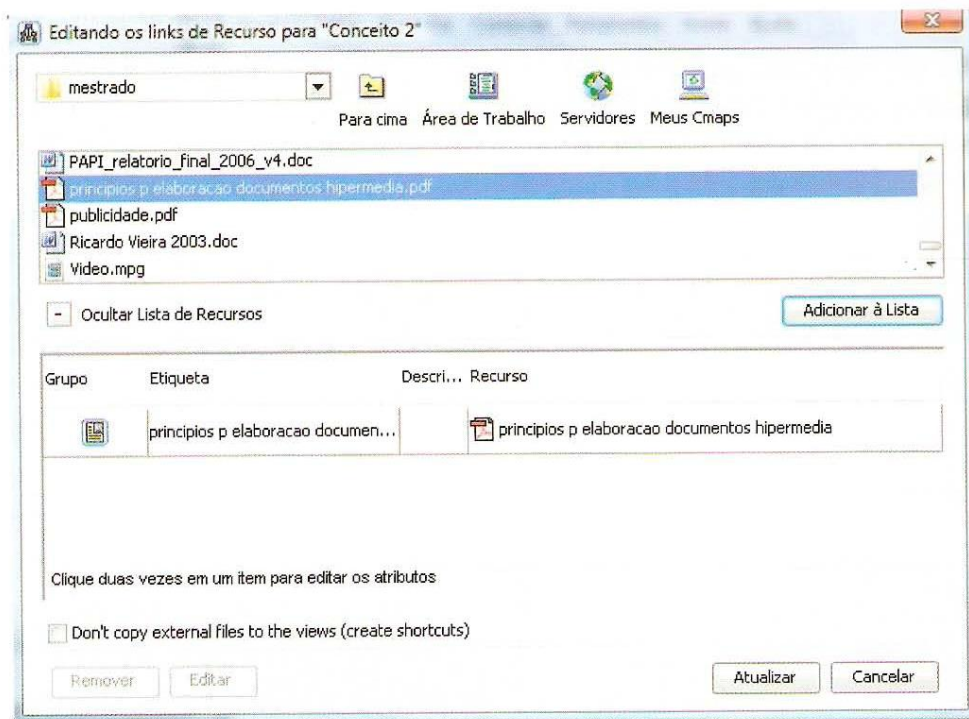 Editando os links de Recurso para "Conceito 2"
mestrado
Para cima Área de Trabalho Servidores Meus Cmaps
PAPI_relatorio_final_2006_v4.doc
principios p elaboracao documentos hipermedia.pdf
publicidade.pdf
Ricardo Vieira 2003.doc
Video.mpg
- Ocultar Lista de Recursos Adicionar à Lista
Grupo Etiqueta Descri... Recurso
principios p elaboracao documen... principios p elaboracao documentos hipermedia
Clique duas vezes em um item para editar os atributos
Don't copy external files to the views (create shortcuts)
Remover Editar Atualizar Cancelar